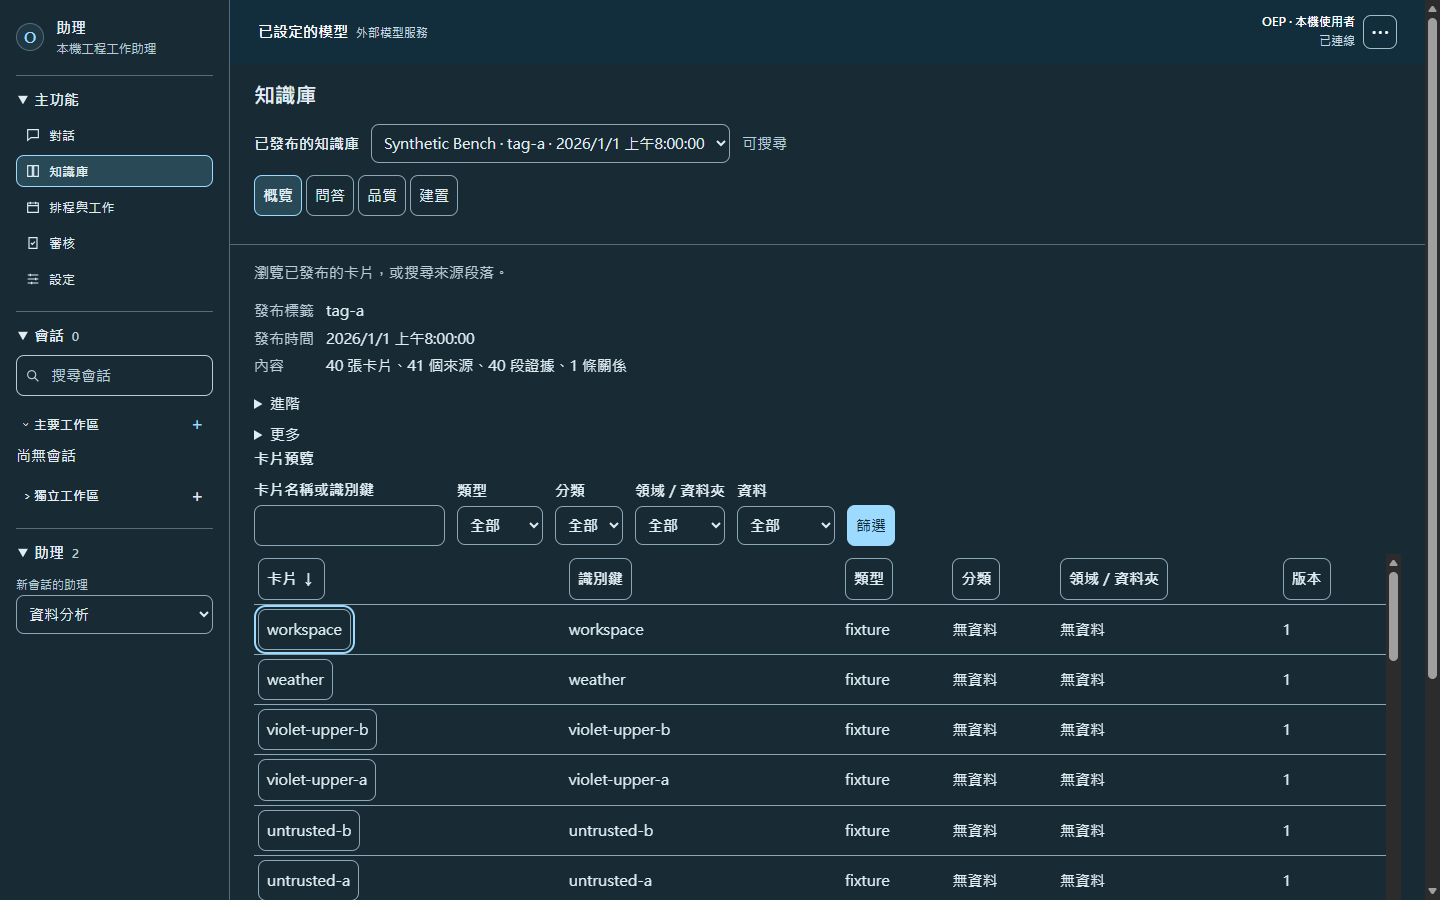 O
助理
本機工程工作助理
▼ 主功能
對話
知識庫
排程與工作
審核
設定
▼ 會話 0
搜尋會話
主要工作區 +
尚無會話
獨立工作區 +
▼ 助理 2
新會話的助理
資料分析
已設定的模型 外部模型服務
OEP · 本機使用者
已連線
知識庫
已發布的知識庫 Synthetic Bench · tag-a · 2026/1/1 上午8:00:00 可搜尋
概覽 問答 品質 建置
瀏覽已發布的卡片，或搜尋來源段落。
發布標籤 tag-a
發布時間 2026/1/1 上午8:00:00
內容 40 張卡片、41 個來源、40 段證據、1 條關係
▶ 進階
▶ 更多
卡片預覽
卡片名稱或識別鍵 類型 分類 領域 / 資料夾 資料
全部 全部 全部 全部 篩選
卡片 ↓ 識別鍵 類型 分類 領域 / 資料夾 版本
workspace workspace fixture 無資料 無資料 1
weather weather fixture 無資料 無資料 1
violet-upper-b violet-upper-b fixture 無資料 無資料 1
violet-upper-a violet-upper-a fixture 無資料 無資料 1
untrusted-b untrusted-b fixture 無資料 無資料 1
untrusted-a untrusted-a fixture 無資料 無資料 1